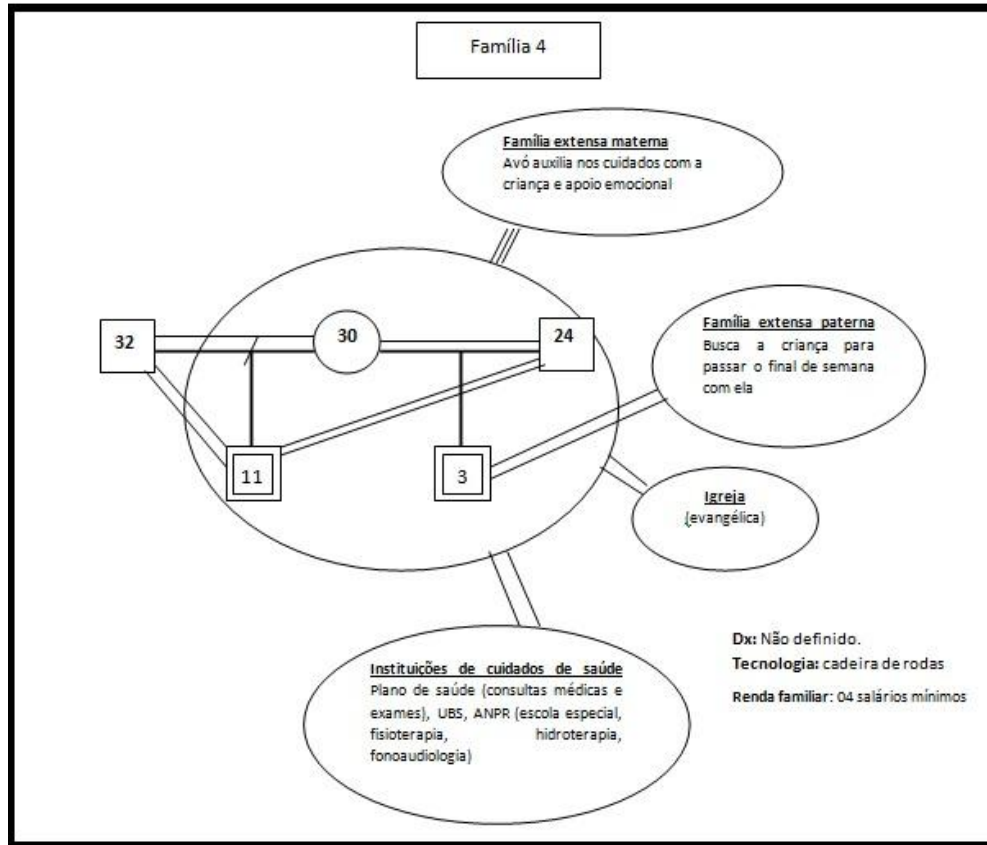 Família 4
Família extensa materna
Avó auxilia nos cuidados com a
criança e apoio emocional
32
30
24
Família extensa paterna
Busca a criança para
passar o final de semana
com ela
11
3
Igreja
(evangélica)
Dx: Não definido.
Tecnologia: cadeira de rodas
Renda familiar: 04 salários mínimos
Instituições de cuidados de saúde
Plano de saúde (consultas médicas e
exames), UBS, ANPR (escola especial,
fisioterapia, hidroterapia,
fonoaudiologia)